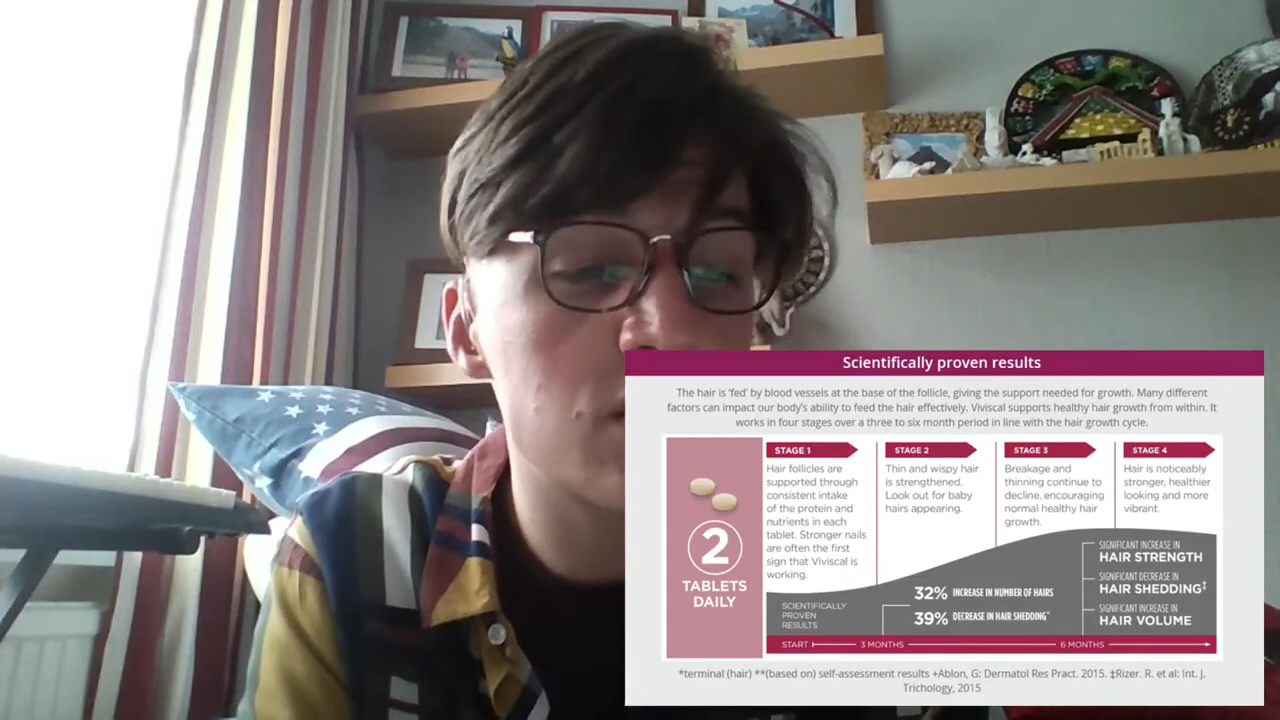 Scientifically proven results
The hair is 'fed' by blood vessels at the base of the follicle, giving the support needed for growth. Many different
factors can impact our body's ability to feed the hair effectively. Viviscal supports healthy hair growth from within. It
works in four stages over a three to six month period in line with the hair growth cycle.
2
TABLETS
DAILY
STAGE 1
Hair follicles are
supported through
consistent intake
of the protein and
nutrients in each
tablet. Stronger nails
are often the first
sign that Viviscal is
working.
STAGE 2
Thin and wispy hair
is strengthened.
Look out for baby
hairs appearing.
STAGE 3
Breakage and
thinning continue to
decline, encouraging
normal healthy hair
growth.
STAGE 4
Hair is noticeably
stronger, healthier
looking and more
vibrant.
SCIENTIFICALLY
PROVEN
RESULTS
32% INCREASE IN NUMBER OF HAIRS
39% DECREASE IN HAIR SHEDDING*
SIGNIFICANT INCREASE IN
HAIR STRENGTH
SIGNIFICANT DECREASE IN
HAIR SHEDDING‡
SIGNIFICANT INCREASE IN
HAIR VOLUME
START
3 MONTHS
6 MONTHS
*terminal (hair) **(based on) self-assessment results +Ablon, G: Dermatol Res Pract. 2015. ‡Rizer. R. et al: Int. J.
Trichology, 2015